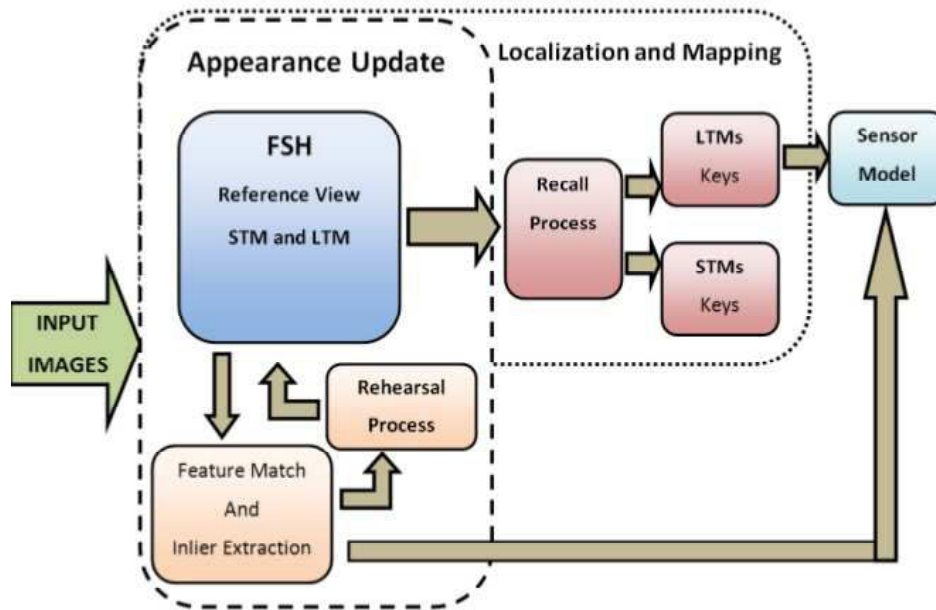 Appearance Update
Localization and Mapping
FSH
Reference View
STM and LTM
Recall
Process
LTMs
Keys
STMs
Keys
Sensor
Model
INPUT
IMAGES
Rehearsal
Process
Feature Match
And
Inlier Extraction